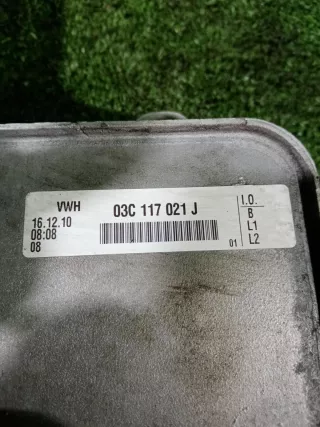 VWH 03C 117 021 J I.O.
16.12.10 B
08:08 L1
08 01 L2